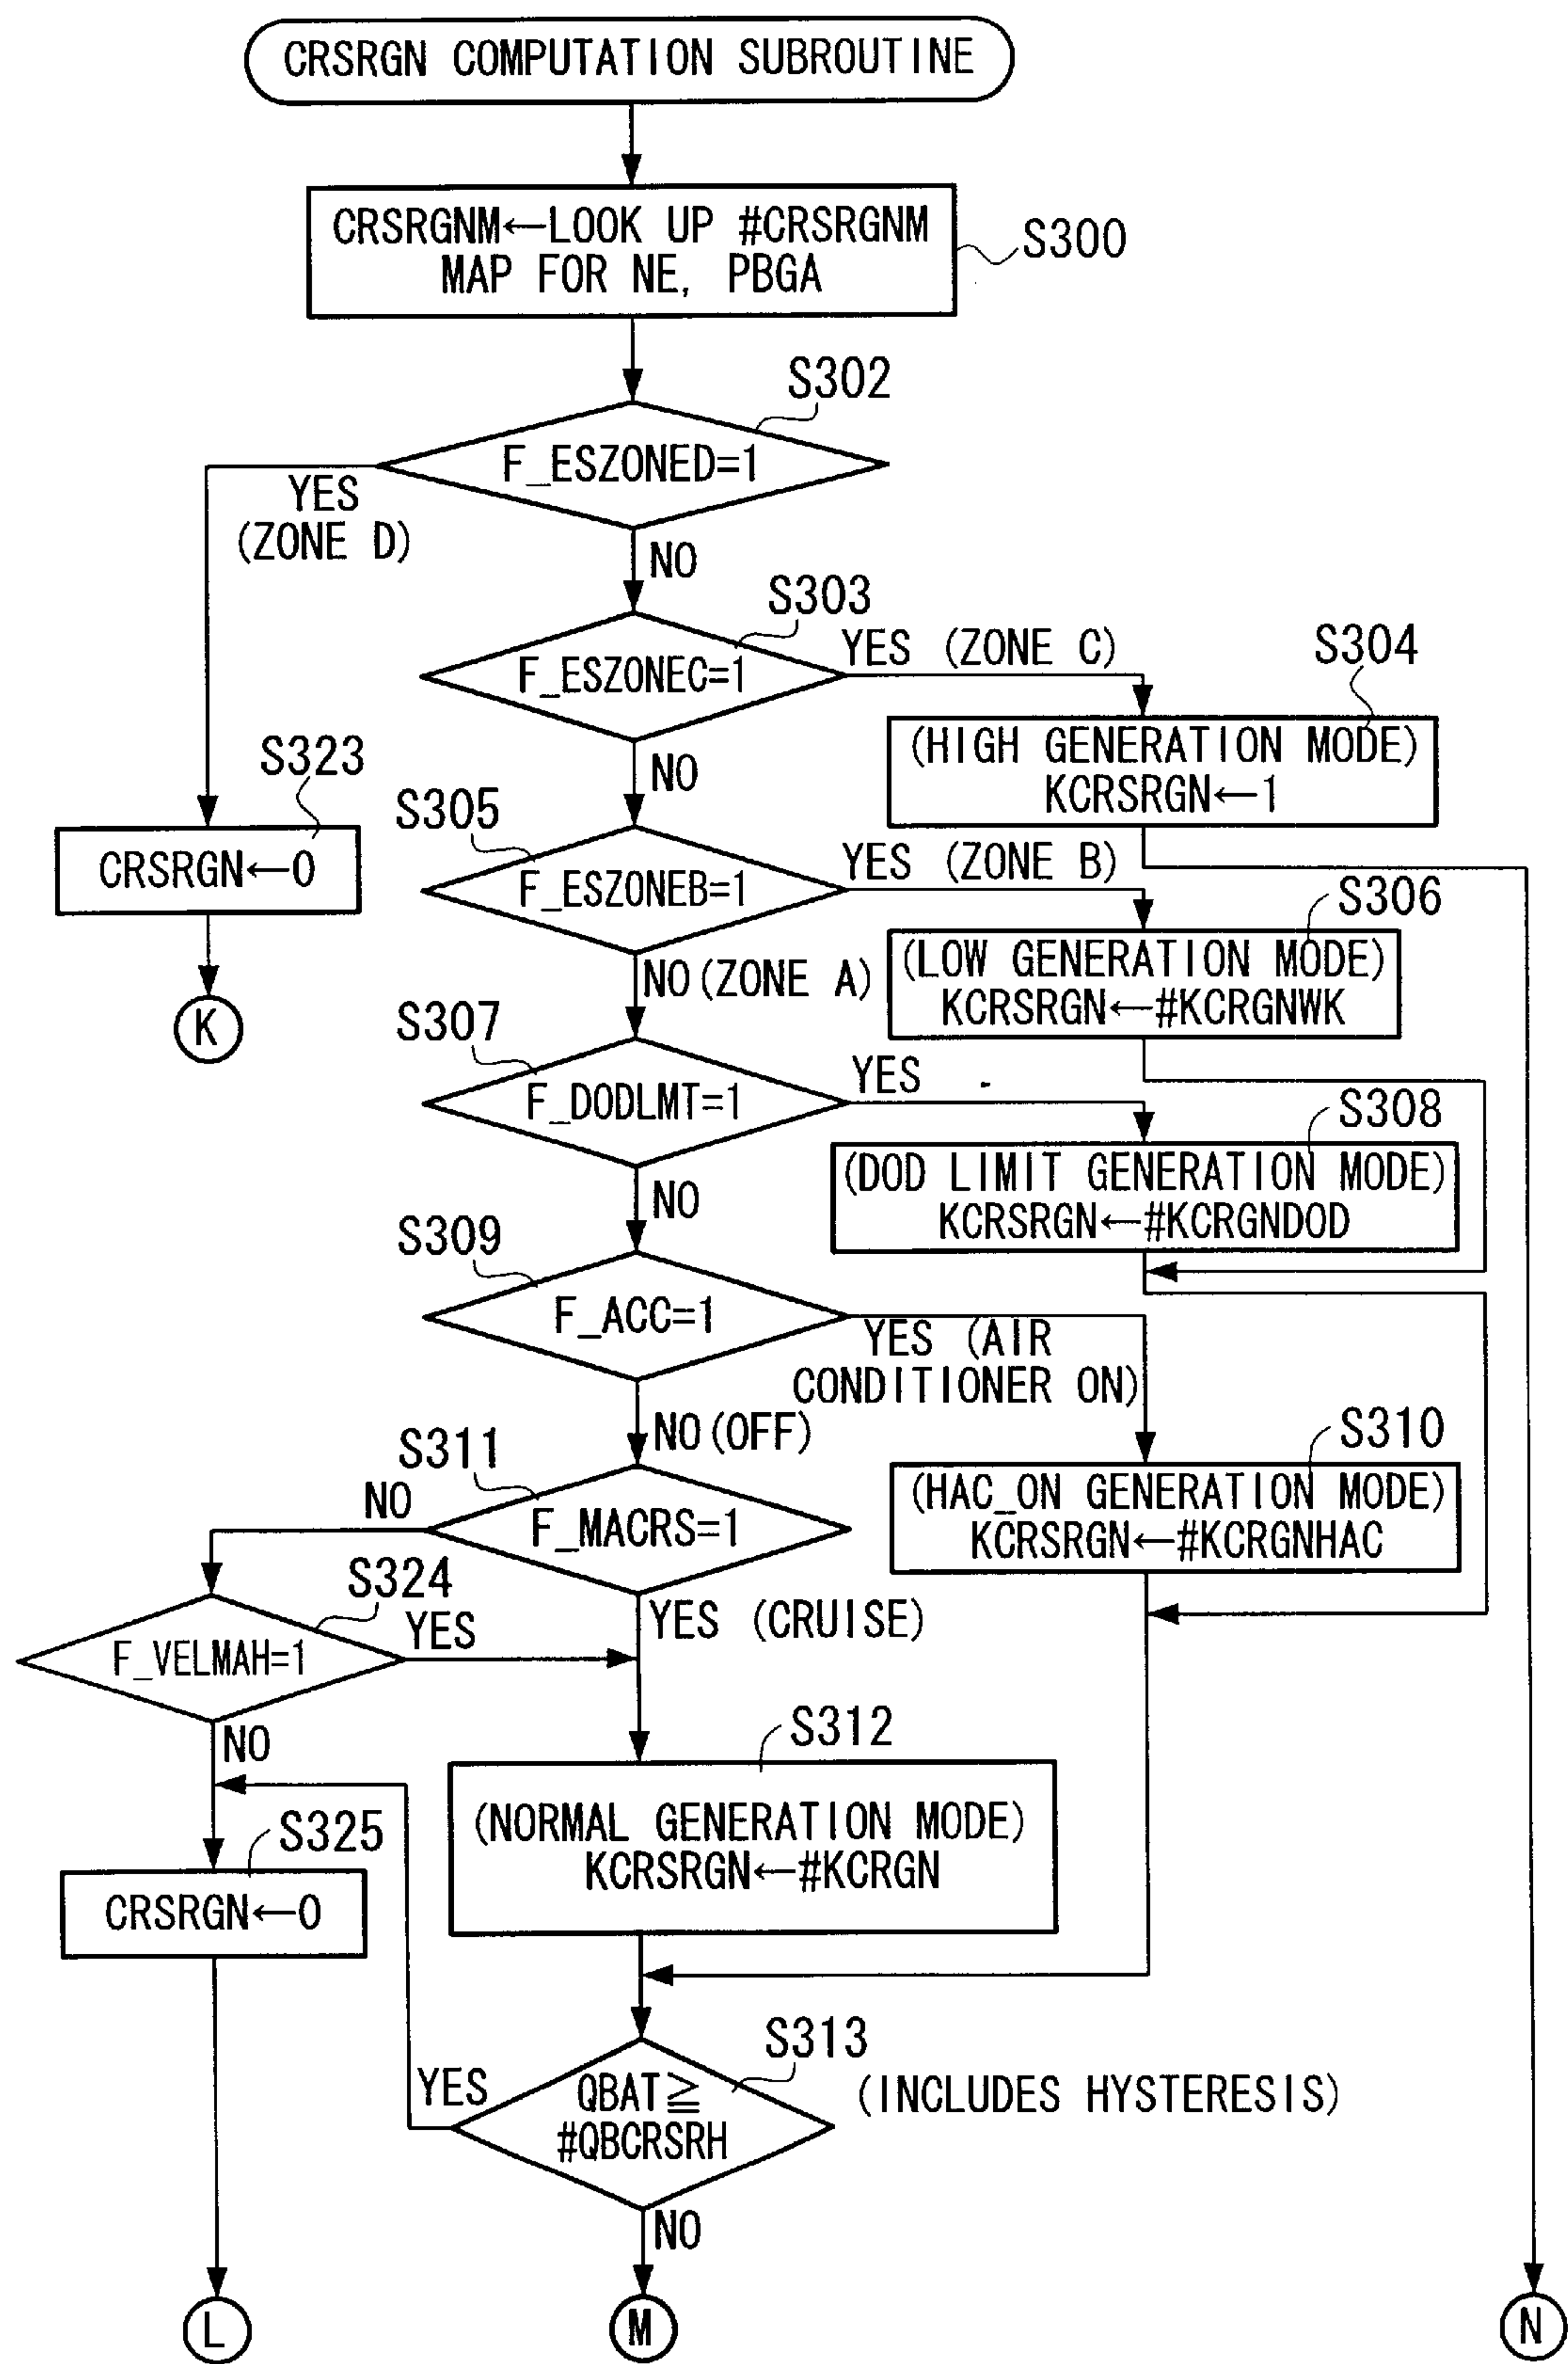 CRSRGN COMPUTATION SUBROUTINE
CRSRGNM←LOOK UP #CRSRGNM
MAP FOR NE, PBGA
S300
S302
F_ESZONED=1
YES
(ZONE D)
NO
S303
F_ESZONEC=1
YES (ZONE C)
S304
(HIGH GENERATION MODE)
KCRSRGN←1
NO
S323
CRSRGN←0
K
S305
F_ESZONEB=1
YES (ZONE B)
S306
(LOW GENERATION MODE)
KCRSRGN←#KCRGNWK
NO(ZONE A)
S307
F_DODLMT=1
YES
S308
(DOD LIMIT GENERATION MODE)
KCRSRGN←#KCRGNDOD
NO
S309
F_ACC=1
YES (AIR
CONDITIONER ON)
S310
(HAC_ON GENERATION MODE)
KCRSRGN←#KCRGNHAC
NO(OFF)
S311
F_MACRS=1
NO
YES (CRUISE)
S324
F_VELMAH=1
YES
NO
S312
(NORMAL GENERATION MODE)
KCRSRGN←#KCRGN
S325
CRSRGN←0
S313
QBAT≧
#QBCRSRH
YES
(INCLUDES HYSTERESIS)
NO
L
M
N